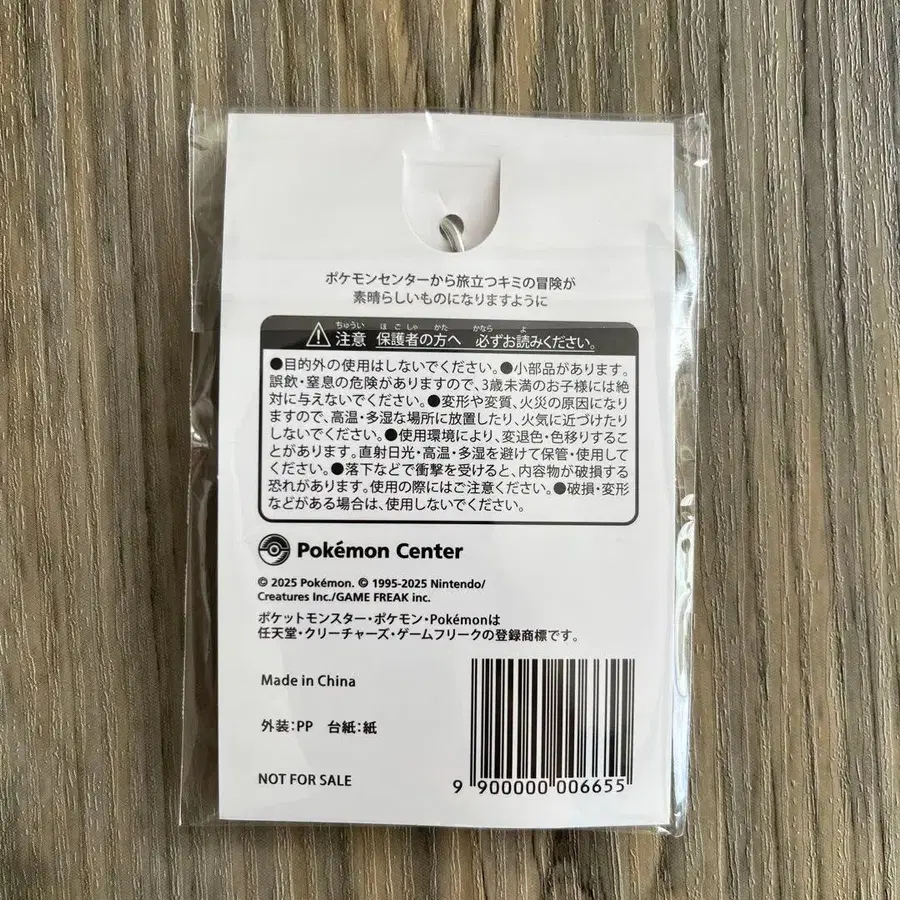 ポケモンセンターから旅立つキミの冒険が
素晴らしいものになりますように
ちゅうい ほごしゃ かた かなら よ
注意 保護者の方へ 必ずお読みください。
●目的外の使用はしないでください。●小部品があります。
誤飲・窒息の危険がありますので、3歳未満のお子様には絶
対に与えないでください。●変形や変質、火災の原因になり
ますので、高温・多湿な場所に放置したり、火気に近づけたり
しないでください。●使用環境により、変退色・色移りするこ
とがあります。直射日光・高温・多湿を避けて保管・使用して
ください。●落下などで衝撃を受けると、内容物が破損する
恐れがあります。使用の際にはご注意ください。●破損・変形
などがある場合は、使用しないでください。
Pokémon Center
© 2025 Pokémon. © 1995-2025 Nintendo/
Creatures Inc./GAME FREAK inc.
ポケットモンスター・ポケモン・Pokémonは
任天堂・クリーチャーズ・ゲームフリークの登録商標です。
Made in China
外装:PP 台紙:紙
NOT FOR SALE
9 900000 006655